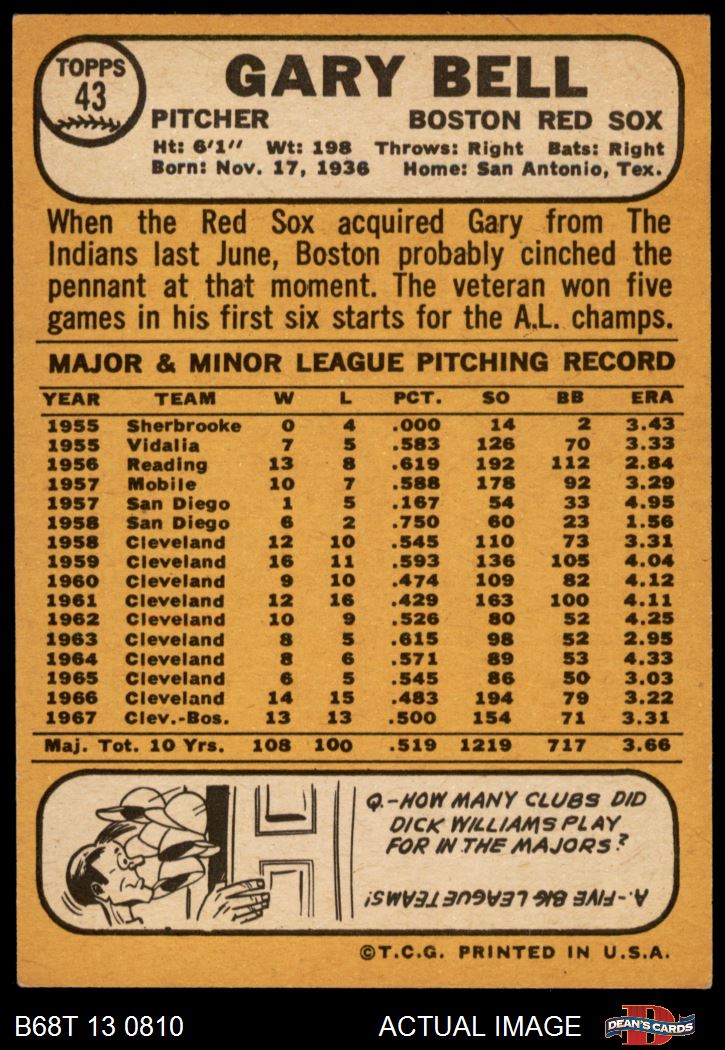 TOPPS
43
GARY BELL
PITCHER BOSTON RED SOX
Ht: 6'1" Wt: 198 Throws: Right Bats: Right
Born: Nov. 17, 1936 Home: San Antonio, Tex.
When the Red Sox acquired Gary from The
Indians last June, Boston probably cinched the
pennant at that moment. The veteran won five
games in his first six starts for the A.L. champs.
MAJOR & MINOR LEAGUE PITCHING RECORD
YEAR TEAM W L PCT. SO BB ERA
1955 Sherbrooke 0 4 .000 14 2 3.43
1955 Vidalia 7 5 .583 126 70 3.33
1956 Reading 13 8 .619 192 112 2.84
1957 Mobile 10 7 .588 178 92 3.29
1957 San Diego 1 5 .167 54 33 4.95
1958 San Diego 6 2 .750 60 23 1.56
1958 Cleveland 12 10 .545 110 73 3.31
1959 Cleveland 16 11 .593 136 105 4.04
1960 Cleveland 9 10 .474 109 82 4.12
1961 Cleveland 12 16 .429 163 100 4.11
1962 Cleveland 10 9 .526 80 52 4.25
1963 Cleveland 8 5 .615 98 52 2.95
1964 Cleveland 8 6 .571 89 53 4.33
1965 Cleveland 6 5 .545 86 50 3.03
1966 Cleveland 14 15 .483 194 79 3.22
1967 Clev.-Bos. 13 13 .500 154 71 3.31
Maj. Tot. 10 Yrs. 108 100 .519 1219 717 3.66
Q.-HOW MANY CLUBS DID
DICK WILLIAMS PLAY
FOR IN THE MAJORS?
A.-FIVE BIG LEAGUE TEAMS!
©T.C.G. PRINTED IN U.S.A.
B68T 13 0810 ACTUAL IMAGE
D
DEAN'S CARDS